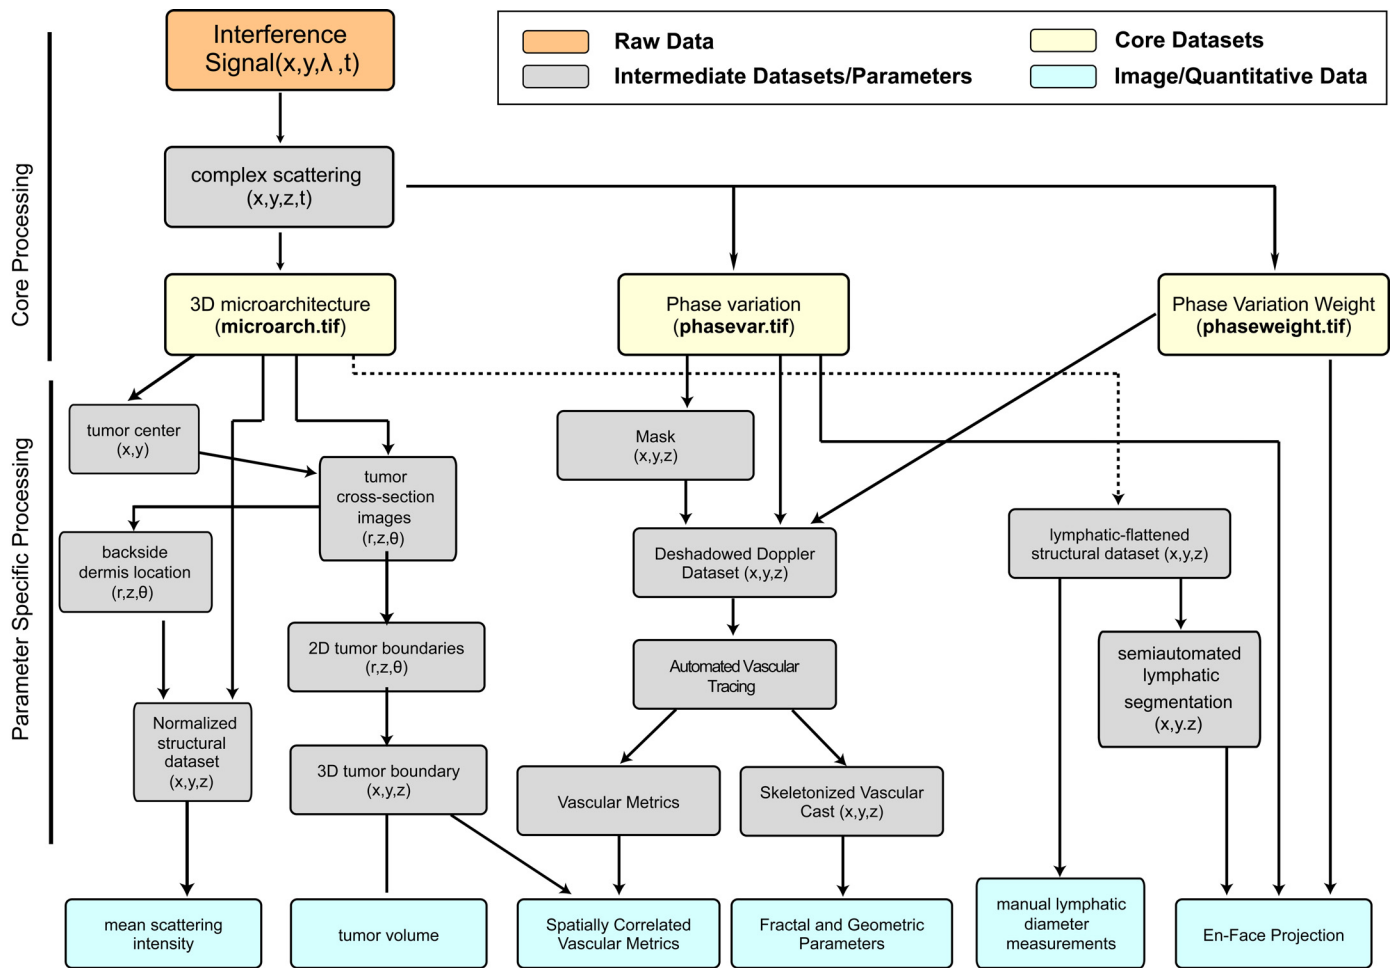 Interference
Signal(x,y,λ ,t)
Raw Data
Core Datasets
Intermediate Datasets/Parameters
Image/Quantitative Data
Core Processing
complex scattering
(x,y,z,t)
3D microarchitecture
(microarch.tif)
Phase variation
(phasevar.tif)
Phase Variation Weight
(phaseweight.tif)
Parameter Specific Processing
tumor center
(x,y)
Mask
(x,y,z)
tumor
cross-section
images
(r,z,θ)
backside
dermis location
(r,z,θ)
Deshadowed Doppler
Dataset (x,y,z)
lymphatic-flattened
structural dataset (x,y,z)
2D tumor boundaries
(r,z,θ)
Automated Vascular
Tracing
semiautomated
lymphatic
segmentation
(x,y.z)
Normalized
structural
dataset
(x,y,z)
3D tumor boundary
(x,y,z)
Vascular Metrics
Skeletonized Vascular
Cast (x,y,z)
mean scattering
intensity
tumor volume
Spatially Correlated
Vascular Metrics
Fractal and Geometric
Parameters
manual lymphatic
diameter
measurements
En-Face Projection